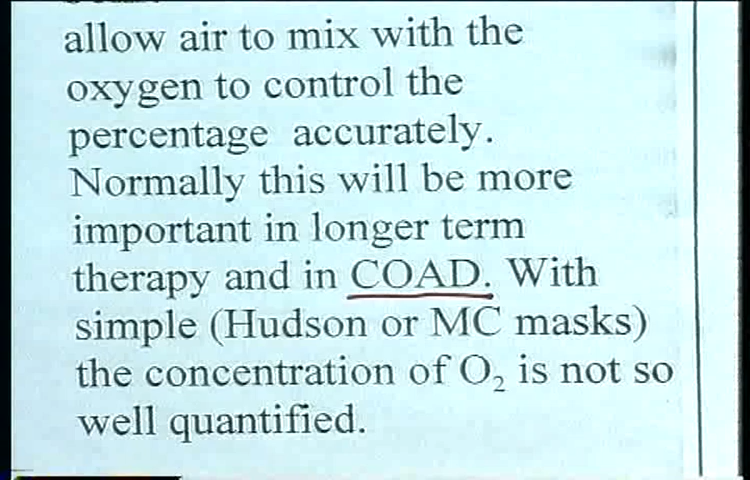 allow air to mix with the
oxygen to control the
percentage accurately.
Normally this will be more
important in longer term
therapy and in COAD. With
simple (Hudson or MC masks)
the concentration of O₂ is not so
well quantified.